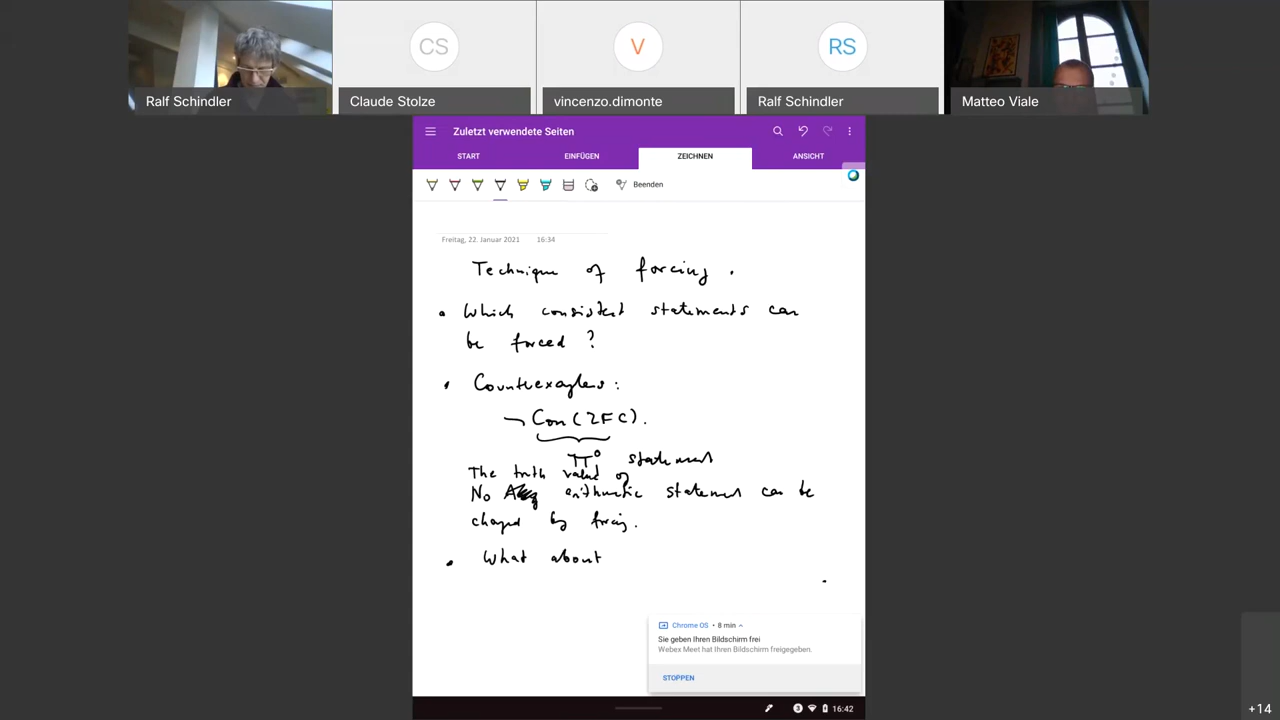 CS
V
RS
Ralf Schindler
Claude Stolze
vincenzo.dimonte
Ralf Schindler
Matteo Viale
Zuletzt verwendete Seiten
START
EINFÜGEN
ZEICHNEN
ANSICHT
Beenden
Freitag, 22. Januar 2021 16:34
Technique of forcing.
• Which consistent statements can
be forced?
• Counterexamples:
¬ Con(ZFC).
Π⁰ statement
The truth value of
No arithmetic statement can be
changed by forcing.
• What about
Chrome OS • 8 min
Sie geben Ihren Bildschirm frei
Webex Meet hat Ihren Bildschirm freigegeben.
STOPPEN
3 16:42
+14